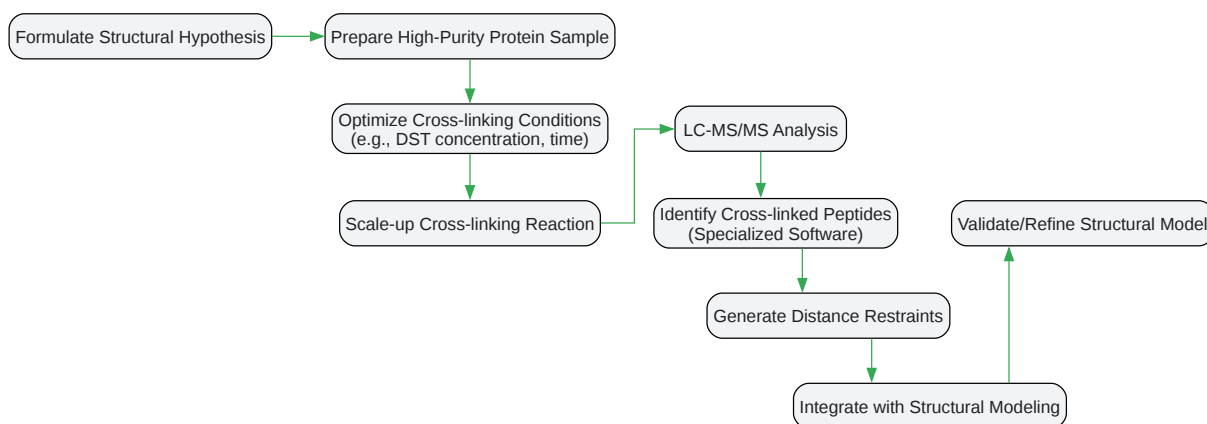 Formulate Structural Hypothesis
Prepare High-Purity Protein Sample
Optimize Cross-linking Conditions
(e.g., DST concentration, time)
Scale-up Cross-linking Reaction
LC-MS/MS Analysis
Identify Cross-linked Peptides
(Specialized Software)
Generate Distance Restraints
Integrate with Structural Modeling
Validate/Refine Structural Model